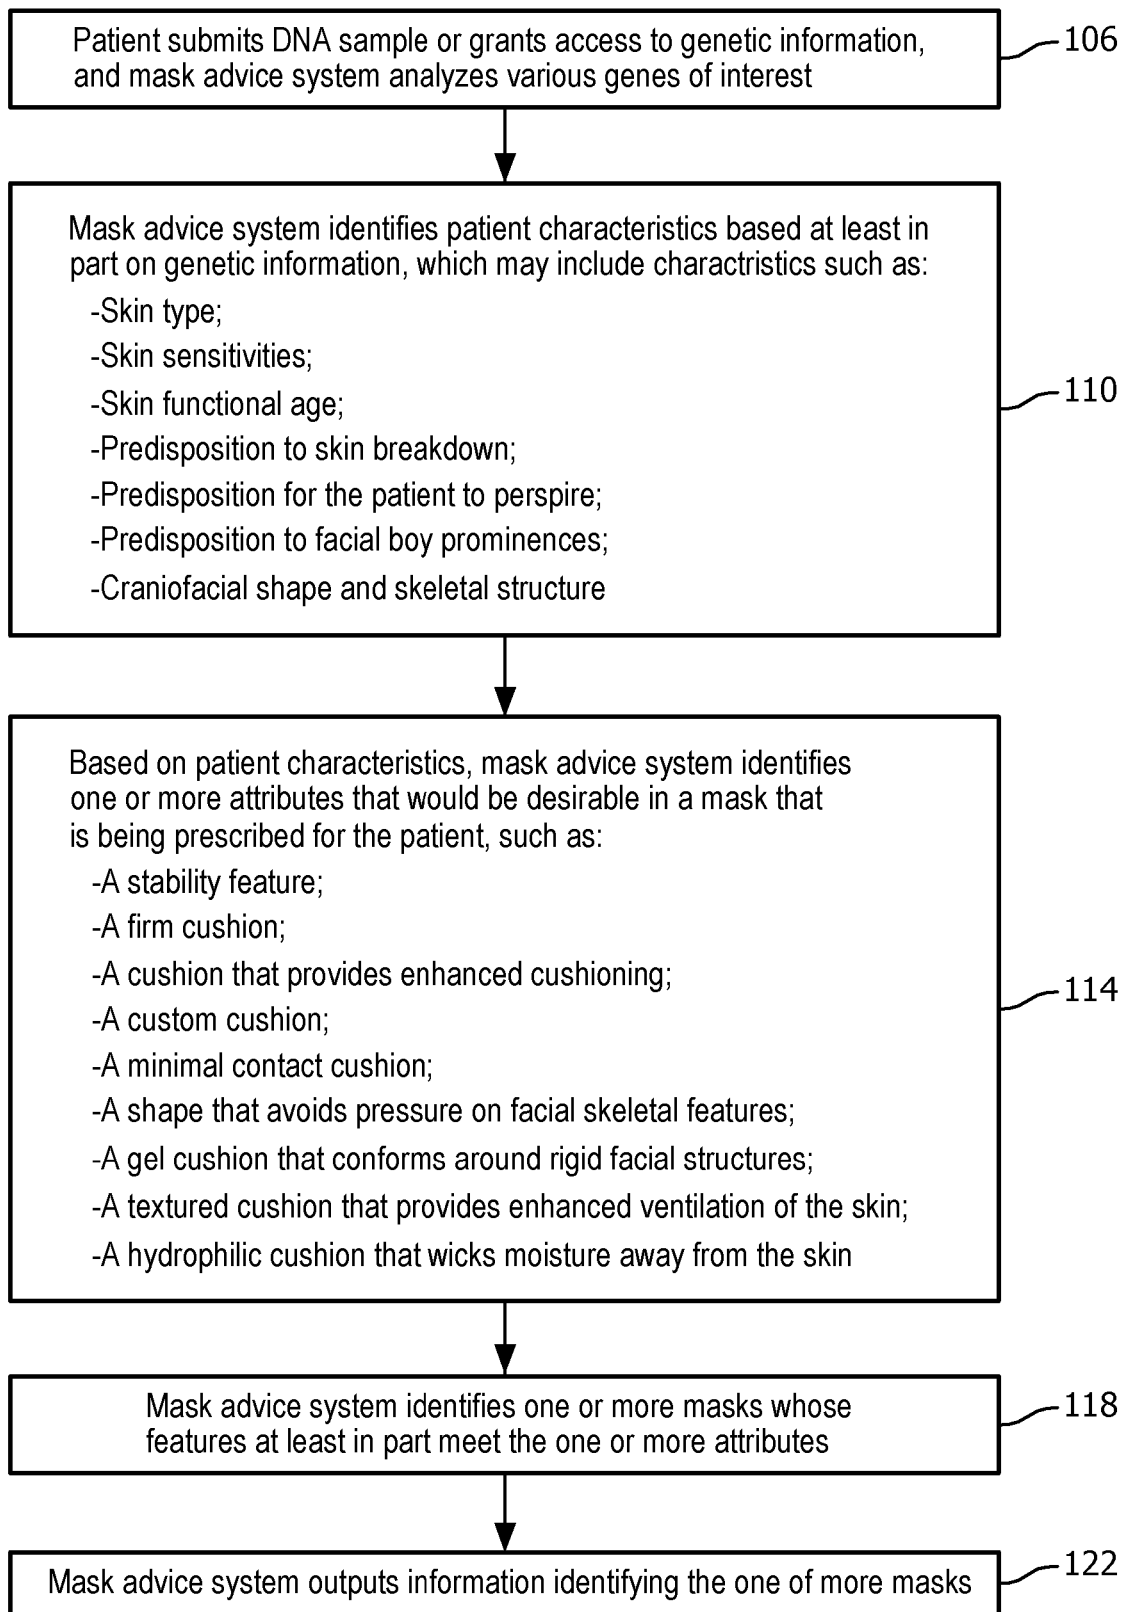 Patient submits DNA sample or grants access to genetic information,
and mask advice system analyzes various genes of interest
106
Mask advice system identifies patient characteristics based at least in
part on genetic information, which may include charactristics such as:
-Skin type;
-Skin sensitivities;
-Skin functional age;
-Predisposition to skin breakdown;
-Predisposition for the patient to perspire;
-Predisposition to facial boy prominences;
-Craniofacial shape and skeletal structure
110
Based on patient characteristics, mask advice system identifies
one or more attributes that would be desirable in a mask that
is being prescribed for the patient, such as:
-A stability feature;
-A firm cushion;
-A cushion that provides enhanced cushioning;
-A custom cushion;
-A minimal contact cushion;
-A shape that avoids pressure on facial skeletal features;
-A gel cushion that conforms around rigid facial structures;
-A textured cushion that provides enhanced ventilation of the skin;
-A hydrophilic cushion that wicks moisture away from the skin
114
Mask advice system identifies one or more masks whose
features at least in part meet the one or more attributes
118
Mask advice system outputs information identifying the one of more masks
122